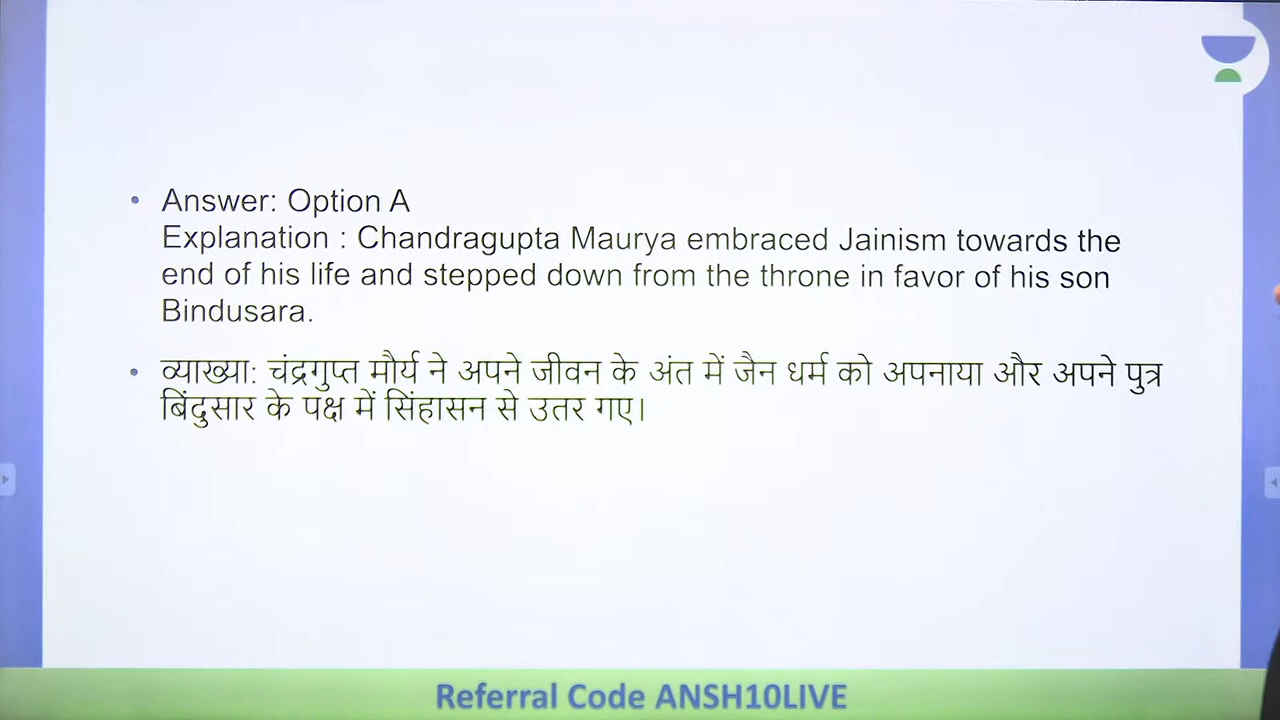 Answer: Option A
Explanation : Chandragupta Maurya embraced Jainism towards the
end of his life and stepped down from the throne in favor of his son
Bindusara.
व्याख्या: चंद्रगुप्त मौर्य ने अपने जीवन के अंत में जैन धर्म को अपनाया और अपने पुत्र
बिंदुसार के पक्ष में सिंहासन से उतर गए।
Referral Code ANSH10LIVE